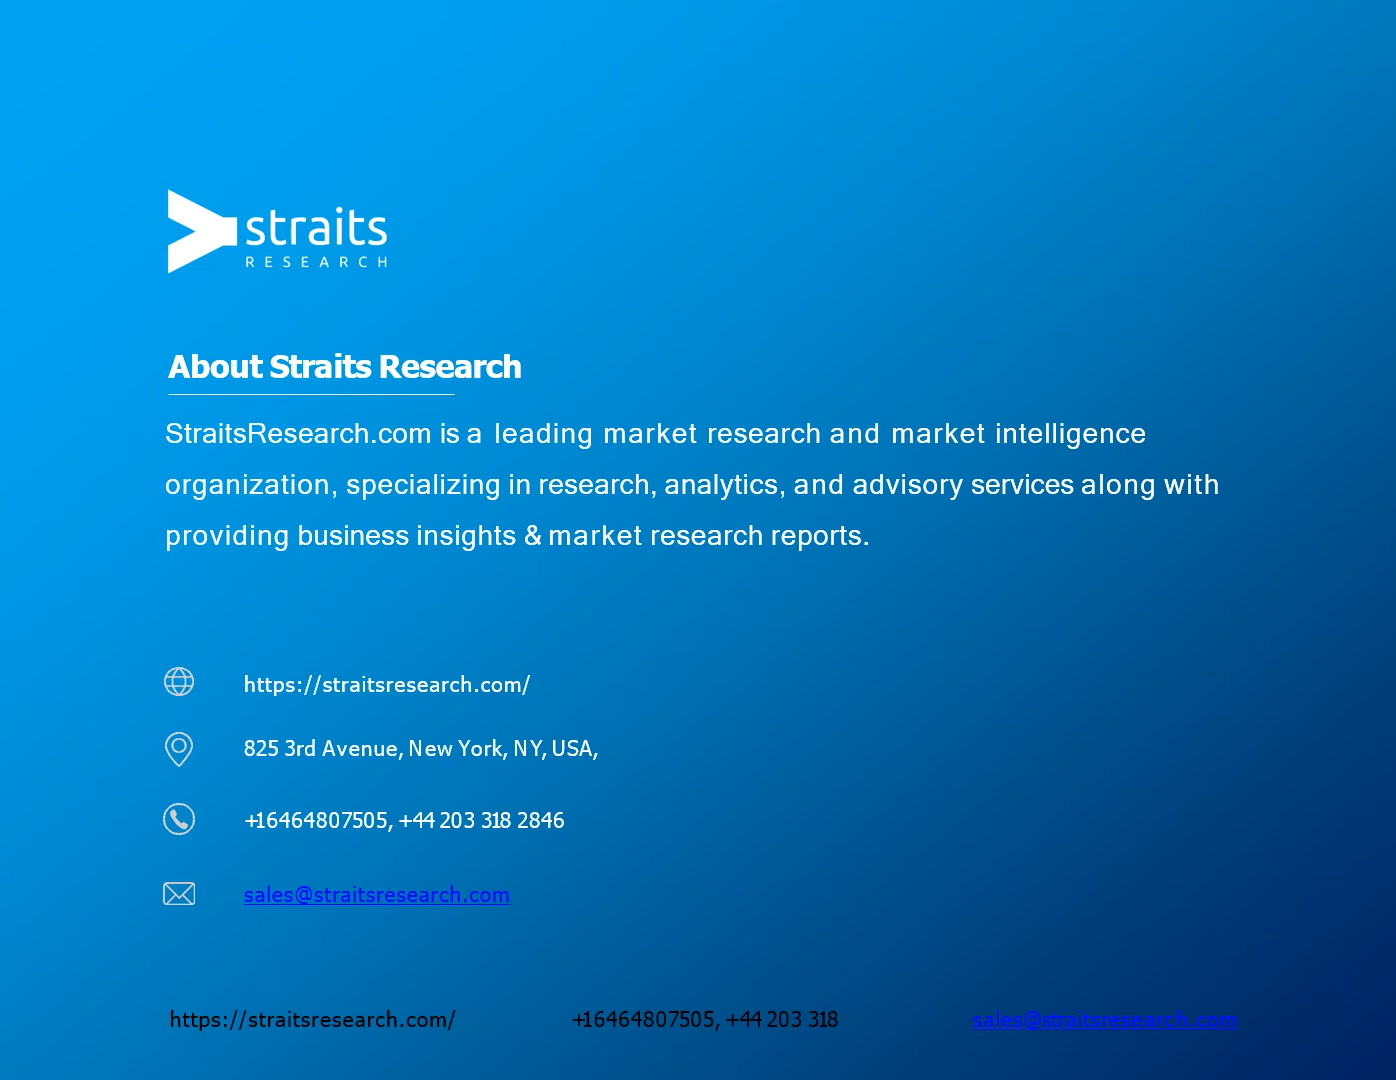 straits
RESEARCH
About Straits Research
StraitsResearch.com is a leading market research and market intelligence
organization, specializing in research, analytics, and advisory services along with
providing business insights & market research reports.
https://straitsresearch.com/
825 3rd Avenue, New York, NY, USA,
+16464807505, +44 203 318 2846
sales@straitsresearch.com
https://straitsresearch.com/ +16464807505, +44 203 318 sales@straitsresearch.com